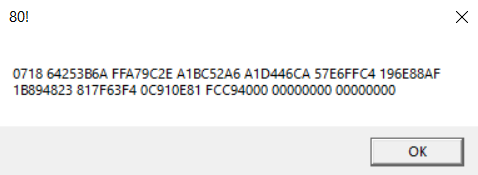 80!
0718 64253B6A FFA79C2E A1BC52A6 A1D446CA 57E6FFC4 196E88AF
1B894823 817F63F4 0C910E81 FCC94000 00000000 00000000
OK